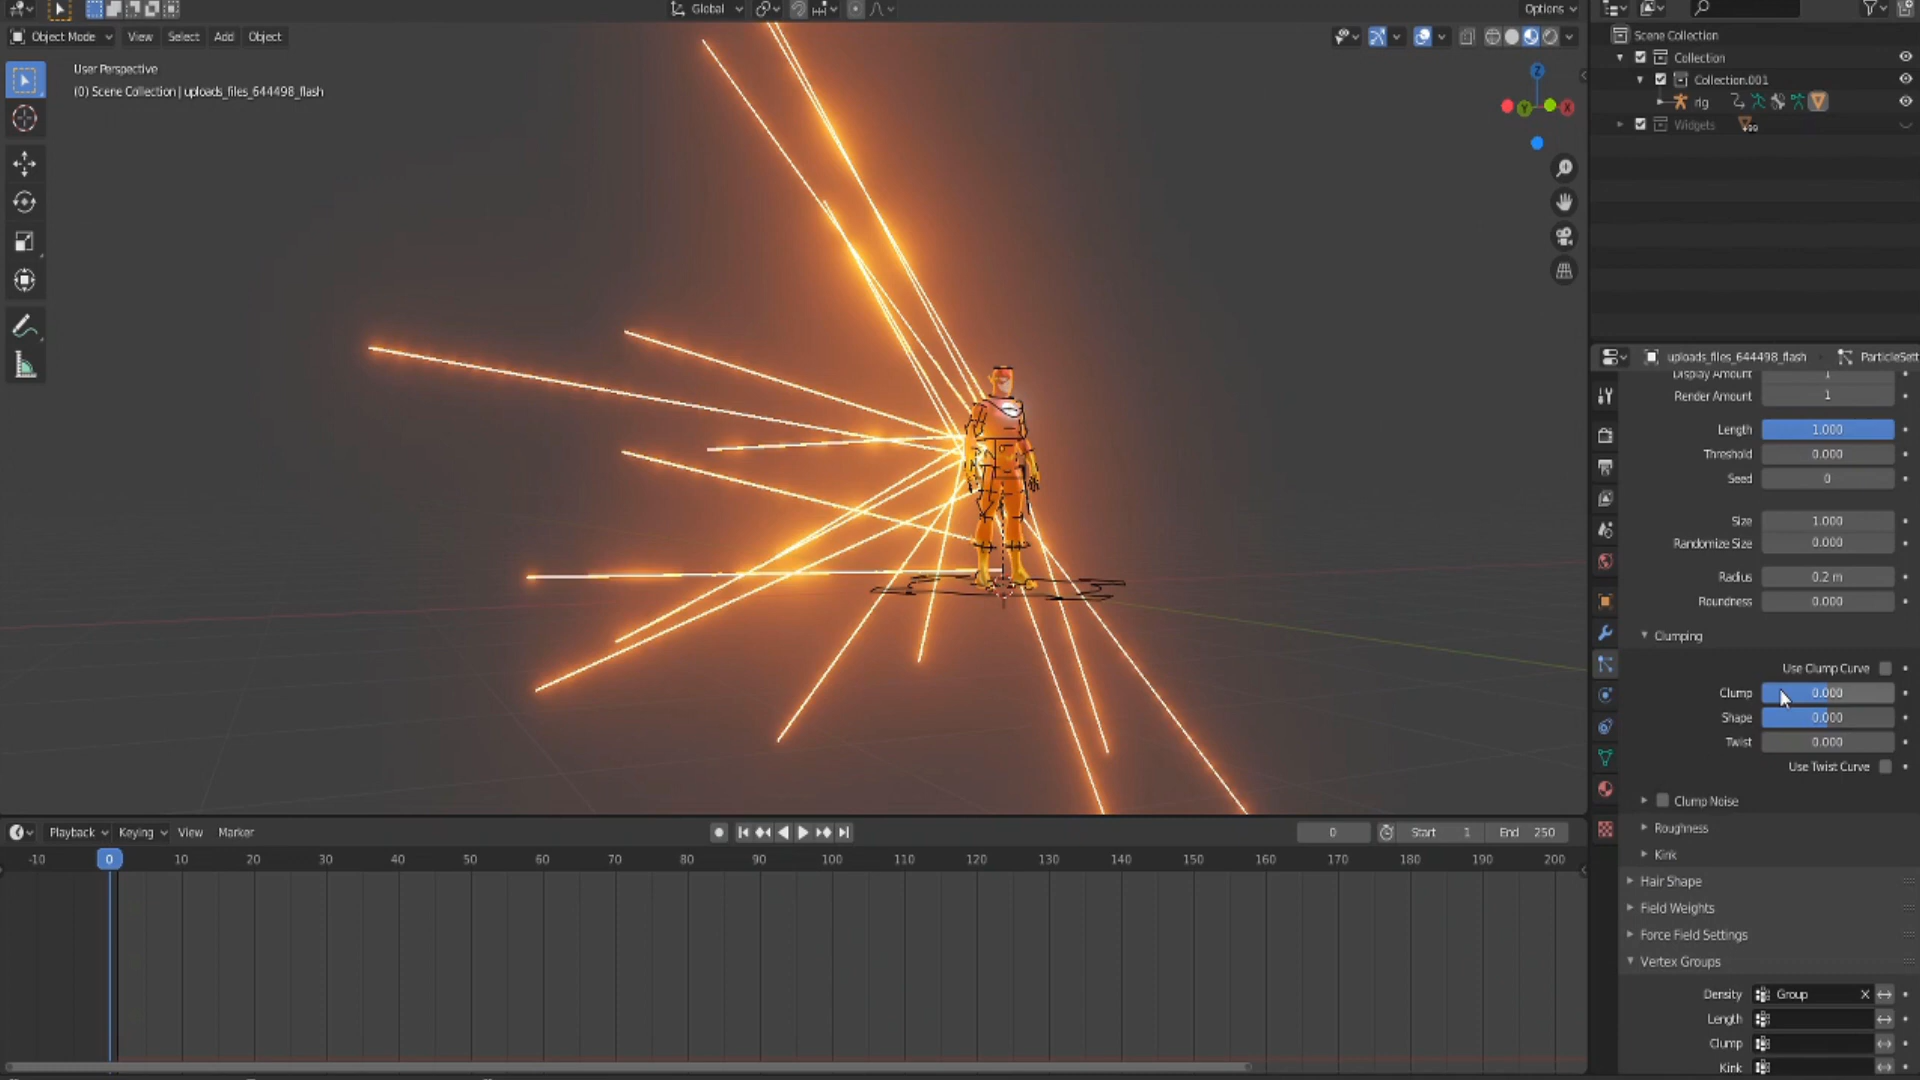 Global
Options
Object Mode
View
Select
Add
Object
User Perspective
(0) Scene Collection | uploads_files_644498_flash
Z
Y
X
Scene Collection
Collection
Collection.001
rig
Widgets
99
uploads_files_644498_flash
ParticleSett
Display Amount 1
Render Amount 1
Length 1.000
Threshold 0.000
Seed 0
Size 1.000
Randomize Size 0.000
Radius 0.2 m
Roundness 0.000
Clumping
Use Clump Curve
Clump 0.000
Shape 0.000
Twist 0.000
Use Twist Curve
Clump Noise
Roughness
Kink
Hair Shape
Field Weights
Force Field Settings
Vertex Groups
Density Group
Length
Clump
Kink
Playback
Keying
View
Marker
0
Start 1
End 250
-10 0 10 20 30 40 50 60 70 80 90 100 110 120 130 140 150 160 170 180 190 200